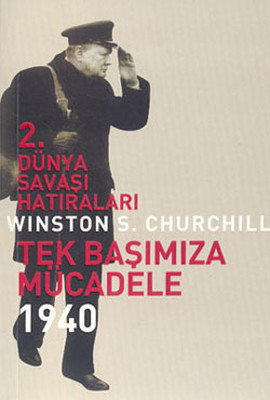 2.
DÜNYA
SAVAŞI
HATIRALARI
WINSTON S. CHURCHILL
TEK BAŞIMIZA
MÜCADELE
1940